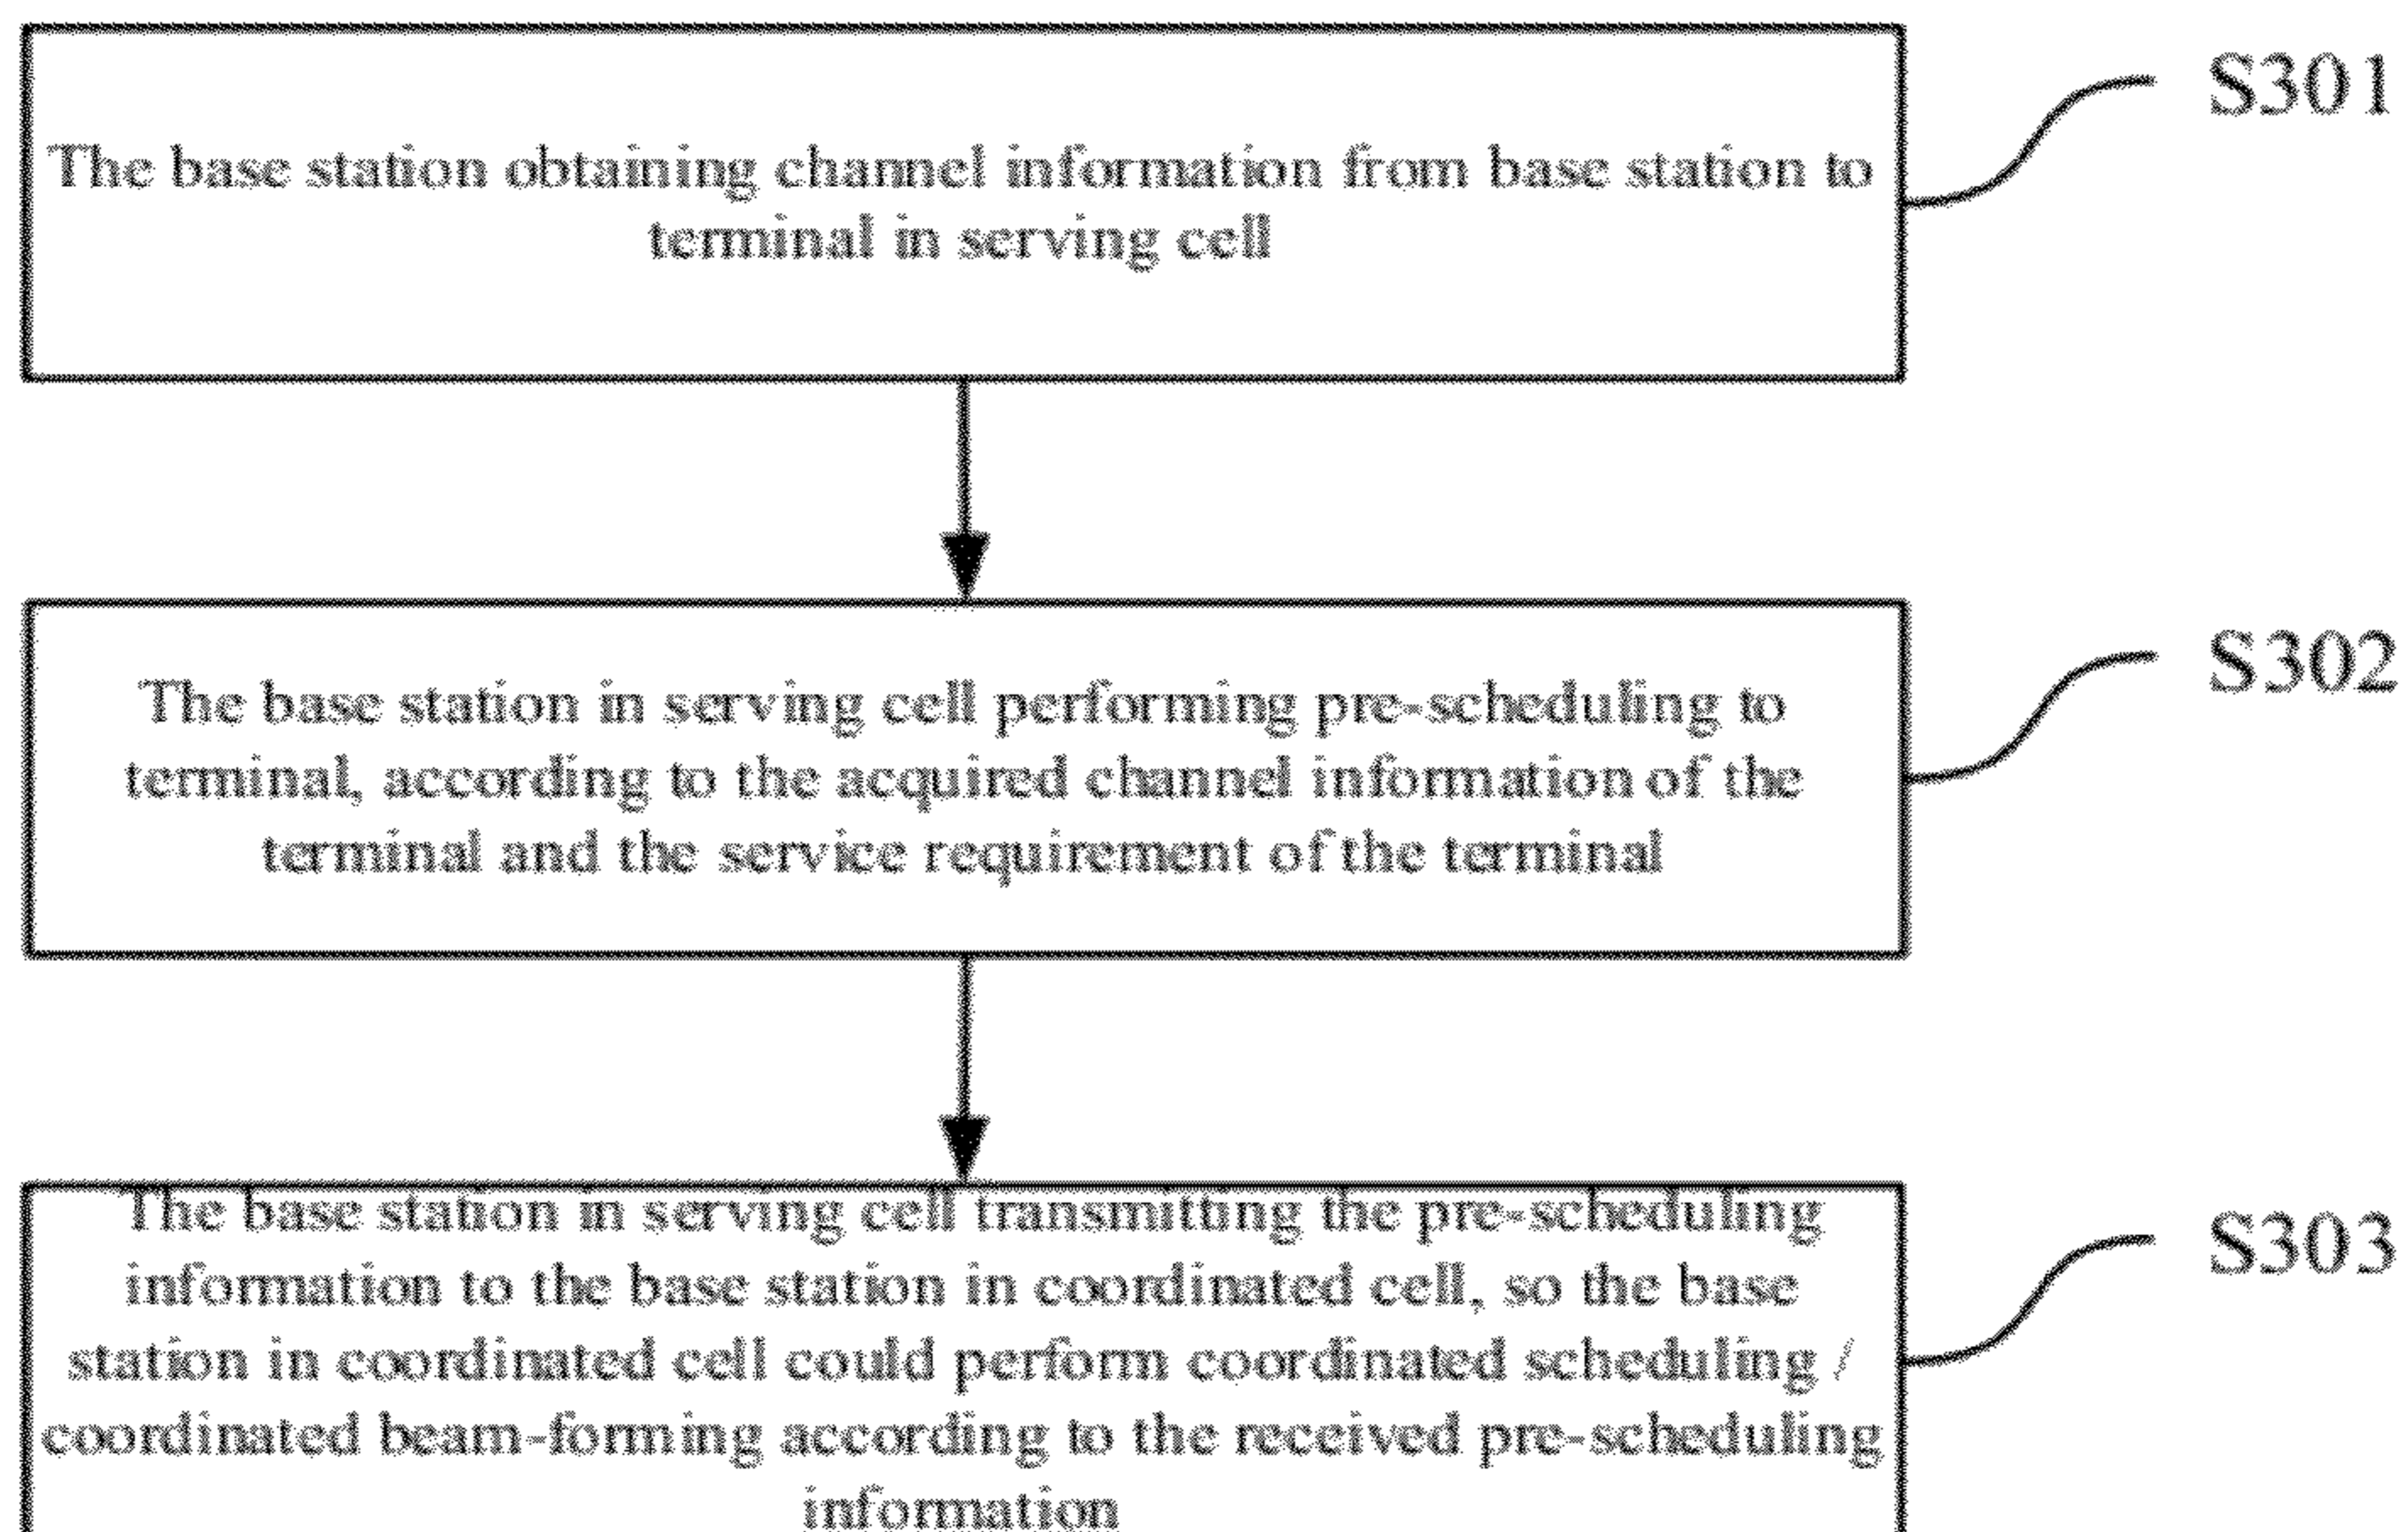 S301
The base station obtaining channel information from base station to
terminal in serving cell
S302
The base station in serving cell performing pre-scheduling to
terminal, according to the acquired channel information of the
terminal and the service requirement of the terminal
S303
The base station in serving cell transmitting the pre-scheduling
information to the base station in coordinated cell, so the base
station in coordinated cell could perform coordinated scheduling /
coordinated beam-forming according to the received pre-scheduling
information